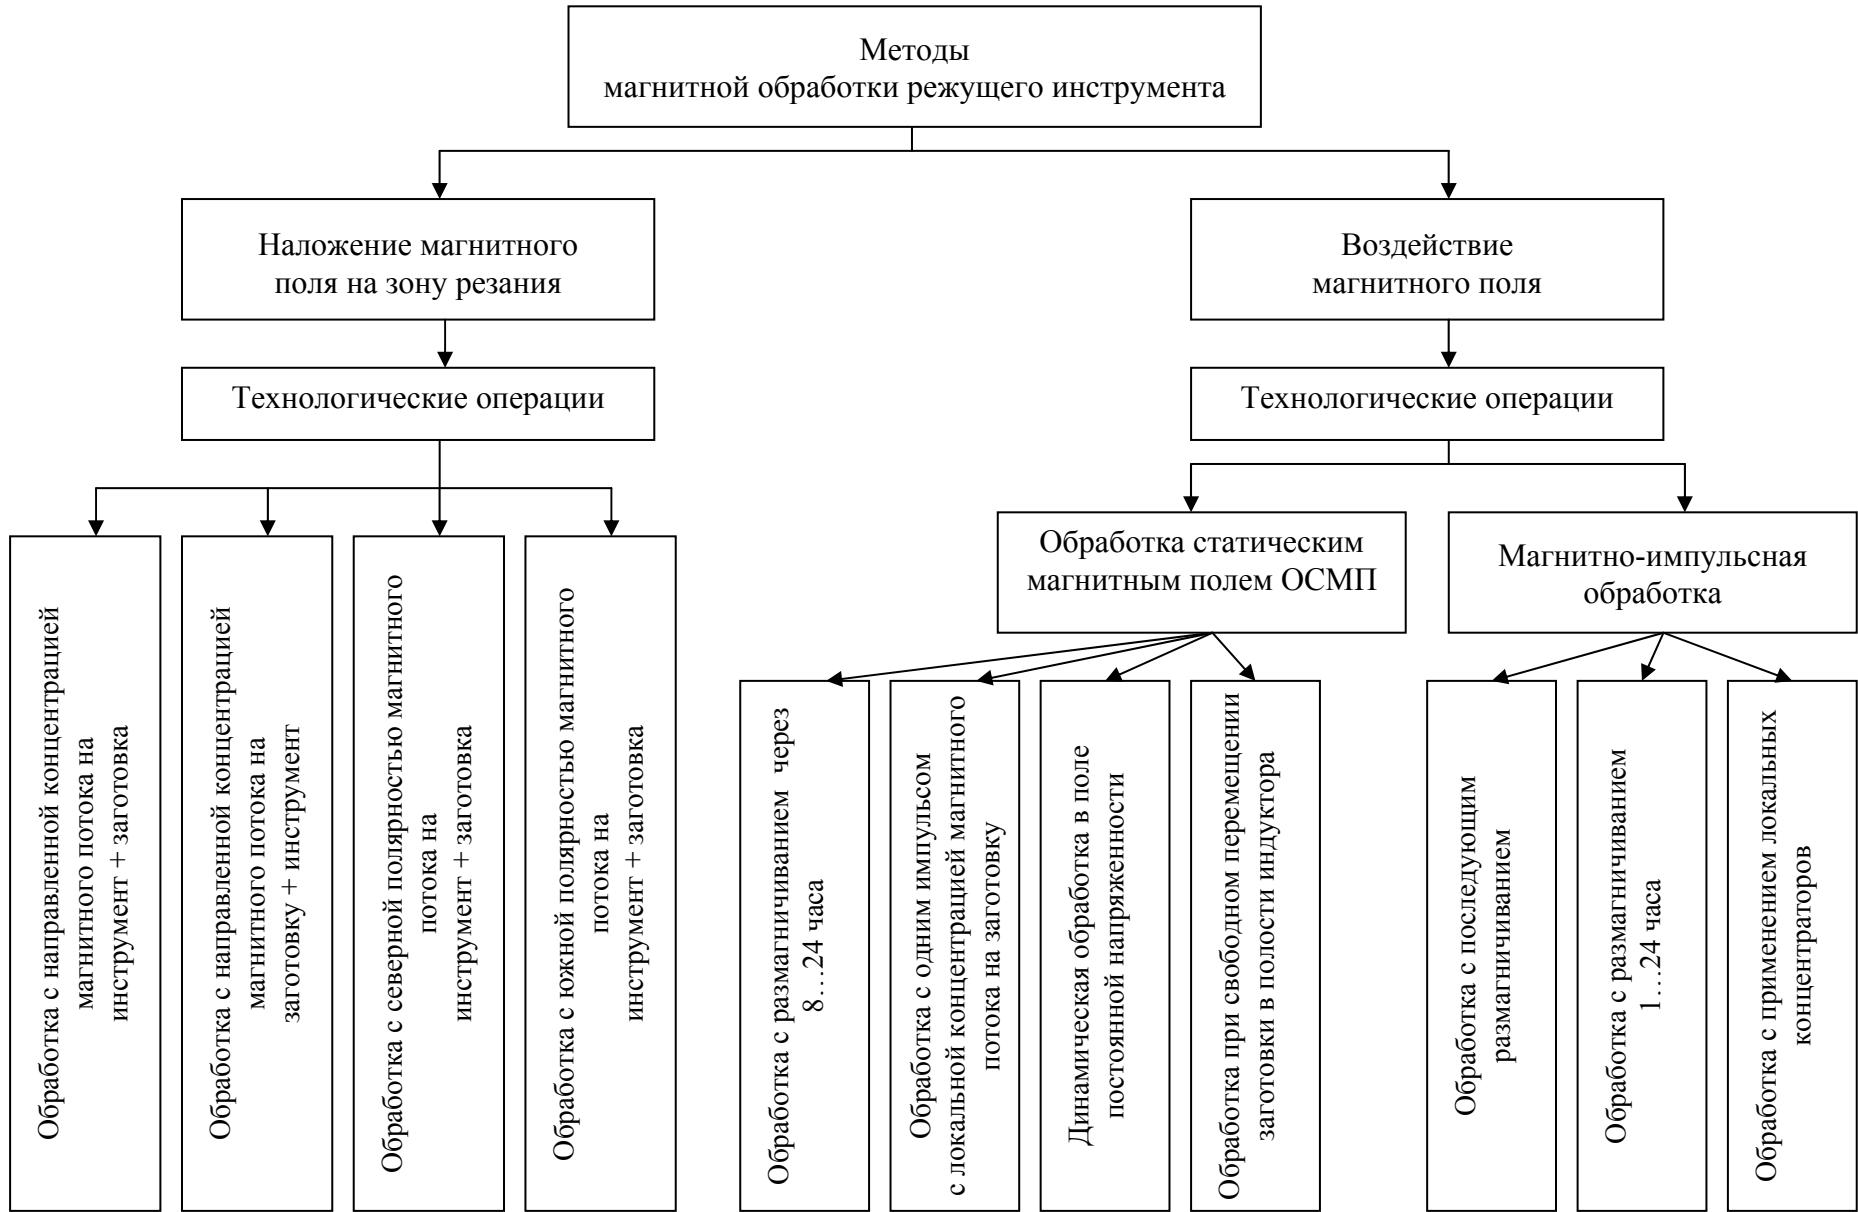 Методы
магнитной обработки режущего инструмента
Наложение магнитного
поля на зону резания
Воздействие
магнитного поля
Технологические операции
Технологические операции
Обработка статическим
магнитным полем ОСМП
Магнитно-импульсная
обработка
Обработка с направленной концентрацией
магнитного потока на
инструмент + заготовка
Обработка с направленной концентрацией
магнитного потока на
заготовку + инструмент
Обработка с северной полярностью магнитного
потока на
инструмент + заготовка
Обработка с южной полярностью магнитного
потока на
инструмент + заготовка
Обработка с размагничиванием через
8…24 часа
Обработка с одним импульсом
с локальной концентрацией магнитного
потока на заготовку
Динамическая обработка в поле
постоянной напряженности
Обработка при свободном перемещении
заготовки в полости индуктора
Обработка с последующим
размагничиванием
Обработка с размагничиванием
1…24 часа
Обработка с применением локальных
концентраторов